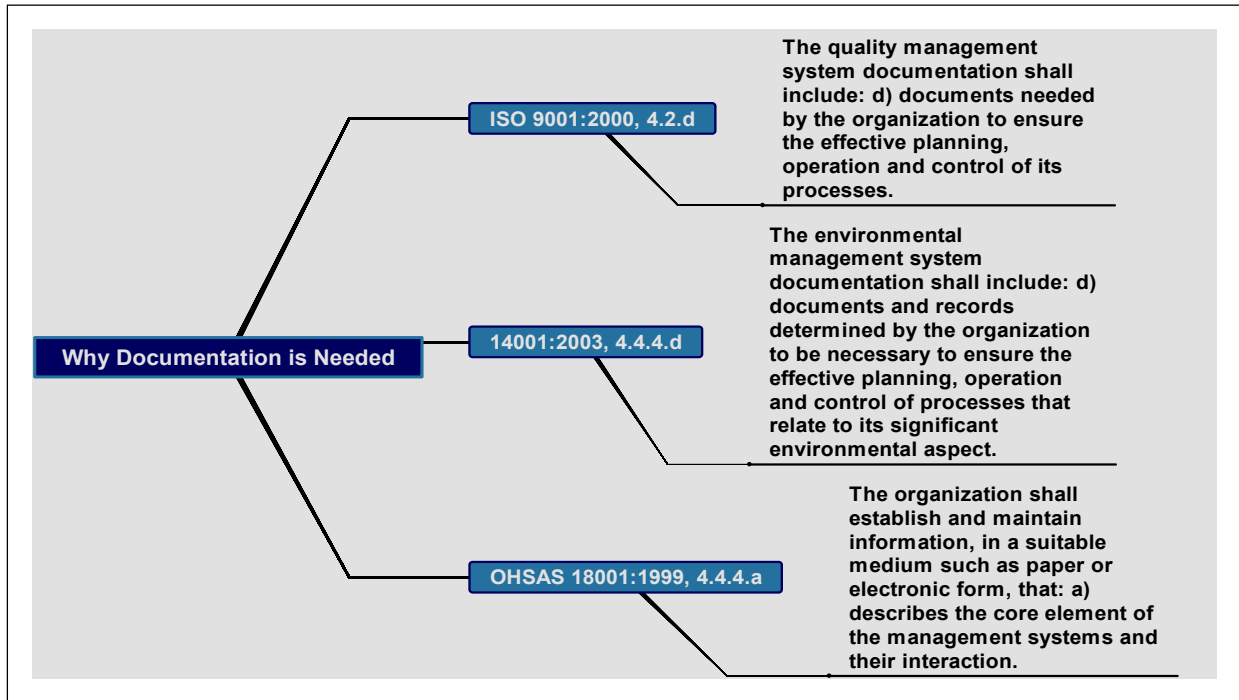 Why Documentation is Needed
ISO 9001:2000, 4.2.d
The quality management
system documentation shall
include: d) documents needed
by the organization to ensure
the effective planning,
operation and control of its
processes.
14001:2003, 4.4.4.d
The environmental
management system
documentation shall include: d)
documents and records
determined by the organization
to be necessary to ensure the
effective planning, operation
and control of processes that
relate to its significant
environmental aspect.
OHSAS 18001:1999, 4.4.4.a
The organization shall
establish and maintain
information, in a suitable
medium such as paper or
electronic form, that: a)
describes the core element of
the management systems and
their interaction.